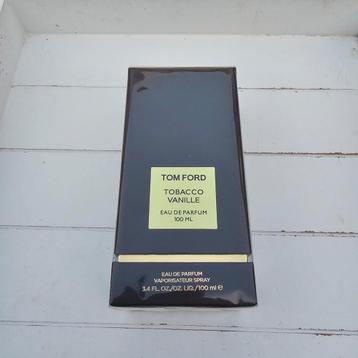 TOM FORD
TOBACCO
VANILLE
EAU DE PARFUM
100 ML
EAU DE PARFUM
VAPORISATEUR SPRAY
3.4 FL.OZ./OZ. LIQ./100 ml e